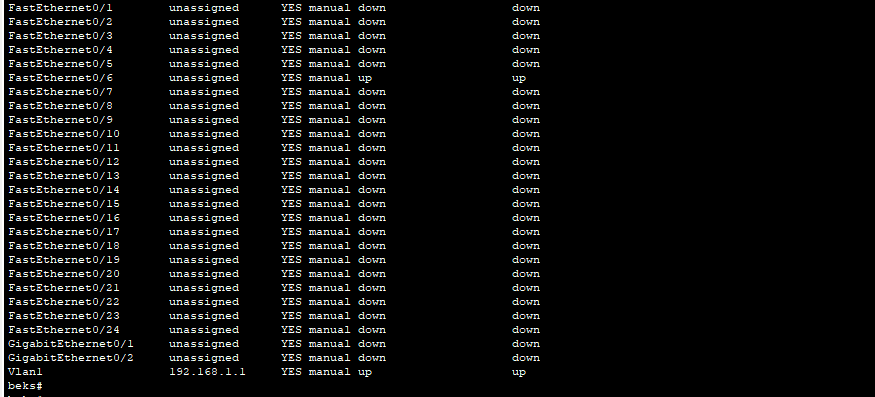 FastEthernet0/1 unassigned YES manual down down
FastEthernet0/2 unassigned YES manual down down
FastEthernet0/3 unassigned YES manual down down
FastEthernet0/4 unassigned YES manual down down
FastEthernet0/5 unassigned YES manual down down
FastEthernet0/6 unassigned YES manual up up
FastEthernet0/7 unassigned YES manual down down
FastEthernet0/8 unassigned YES manual down down
FastEthernet0/9 unassigned YES manual down down
FastEthernet0/10 unassigned YES manual down down
FastEthernet0/11 unassigned YES manual down down
FastEthernet0/12 unassigned YES manual down down
FastEthernet0/13 unassigned YES manual down down
FastEthernet0/14 unassigned YES manual down down
FastEthernet0/15 unassigned YES manual down down
FastEthernet0/16 unassigned YES manual down down
FastEthernet0/17 unassigned YES manual down down
FastEthernet0/18 unassigned YES manual down down
FastEthernet0/19 unassigned YES manual down down
FastEthernet0/20 unassigned YES manual down down
FastEthernet0/21 unassigned YES manual down down
FastEthernet0/22 unassigned YES manual down down
FastEthernet0/23 unassigned YES manual down down
FastEthernet0/24 unassigned YES manual down down
GigabitEthernet0/1 unassigned YES manual down down
GigabitEthernet0/2 unassigned YES manual down down
Vlan1 192.168.1.1 YES manual up up
beks#